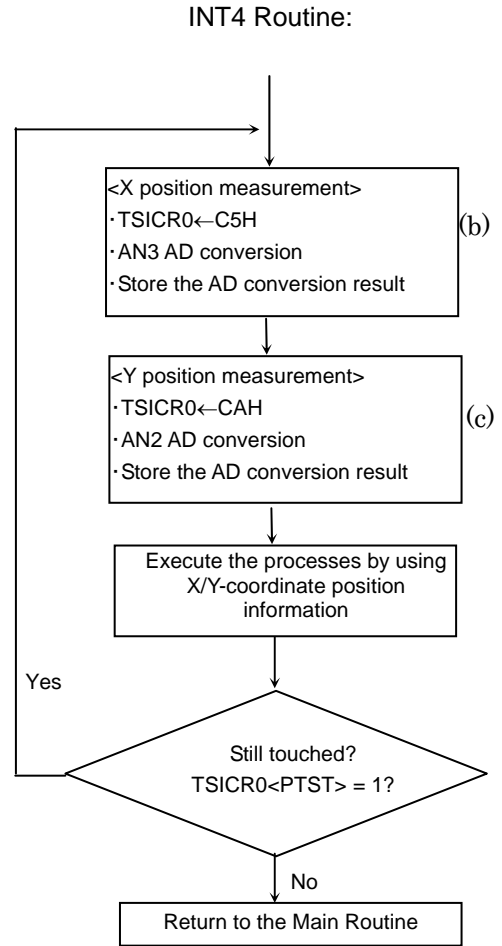 INT4 Routine:
<X position measurement>
・TSICR0←C5H
・AN3 AD conversion
・Store the AD conversion result
(b)
<Y position measurement>
・TSICR0←CAH
・AN2 AD conversion
・Store the AD conversion result
(c)
Execute the processes by using
X/Y-coordinate position
information
Yes
Still touched?
TSICR0<PTST> = 1?
No
Return to the Main Routine